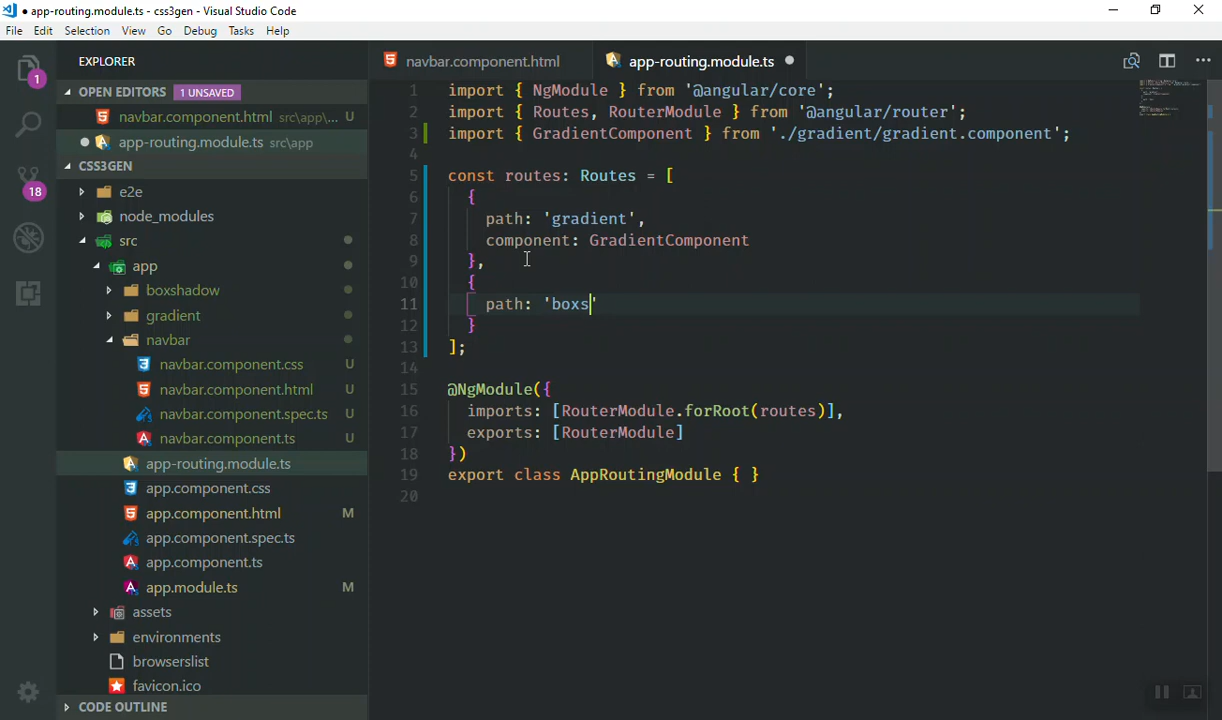 ● app-routing.module.ts - css3gen - Visual Studio Code
File Edit Selection View Go Debug Tasks Help
EXPLORER
OPEN EDITORS 1 UNSAVED
navbar.component.html src\app\...  U
app-routing.module.ts src\app
CSS3GEN
e2e
node_modules
src
app
boxshadow
gradient
navbar
navbar.component.css U
navbar.component.html U
navbar.component.spec.ts U
navbar.component.ts U
app-routing.module.ts
app.component.css
app.component.html M
app.component.spec.ts
app.component.ts
app.module.ts M
assets
environments
browserslist
favicon.ico
CODE OUTLINE
1
18
navbar.component.html
app-routing.module.ts
1 import { NgModule } from '@angular/core';
2 import { Routes, RouterModule } from '@angular/router';
3 import { GradientComponent } from './gradient/gradient.component';
4
5 const routes: Routes = [
6 {
7 path: 'gradient',
8 component: GradientComponent
9 },
10 {
11 path: 'boxs'
12 }
13 ];
14
15 @NgModule({
16 imports: [RouterModule.forRoot(routes)],
17 exports: [RouterModule]
18 })
19 export class AppRoutingModule { }
20